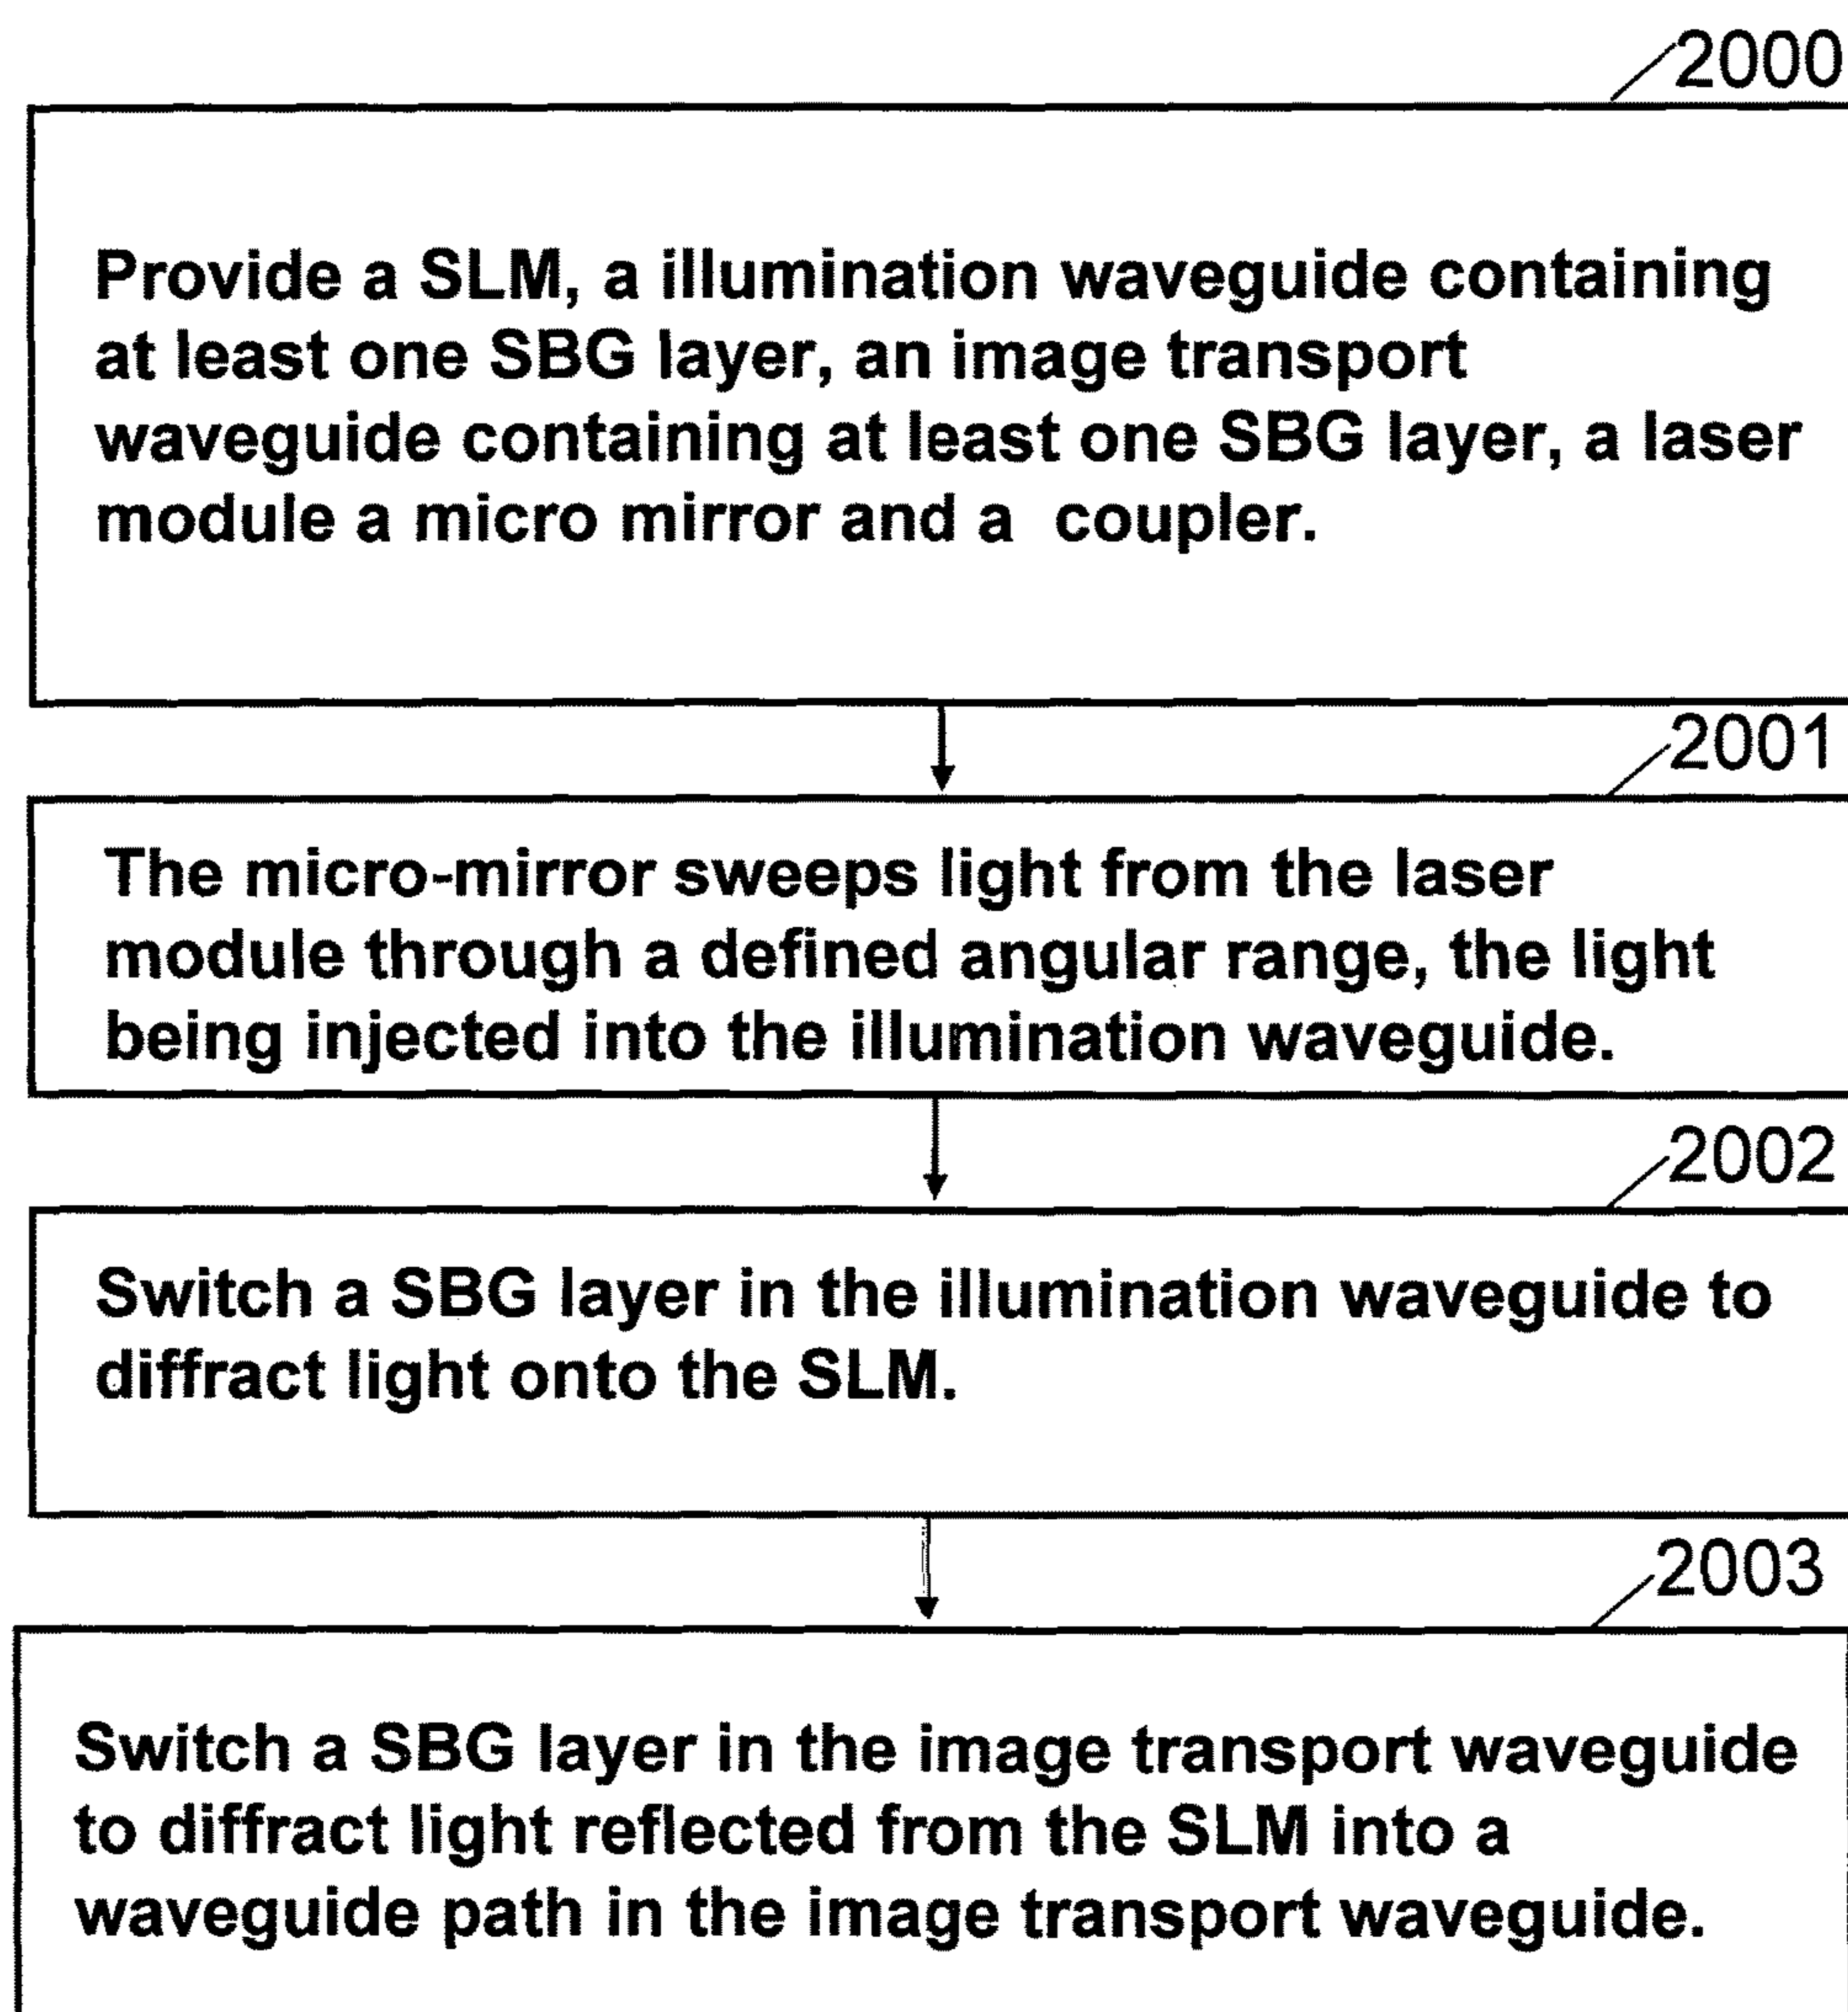 2000
Provide a SLM, a illumination waveguide containing
at least one SBG layer, an image transport
waveguide containing at least one SBG layer, a laser
module a micro mirror and a coupler.
2001
The micro-mirror sweeps light from the laser
module through a defined angular range, the light
being injected into the illumination waveguide.
2002
Switch a SBG layer in the illumination waveguide to
diffract light onto the SLM.
2003
Switch a SBG layer in the image transport waveguide
to diffract light reflected from the SLM into a
waveguide path in the image transport waveguide.